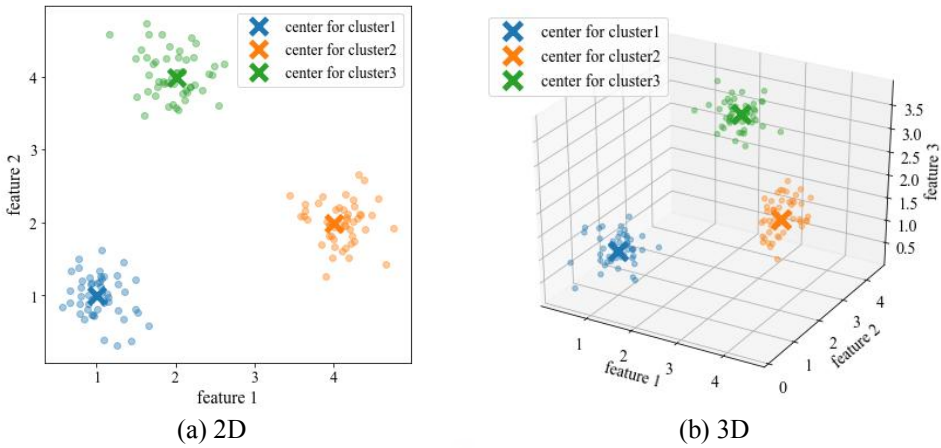 center for cluster1
center for cluster2
center for cluster3
4
3
2
1
feature 2
1
2
3
4
feature 1
(a) 2D
center for cluster1
center for cluster2
center for cluster3
3.5
3.0
2.5
2.0
1.5
1.0
0.5
feature 3
1
2
3
4
feature 1
0
1
2
3
4
feature 2
(b) 3D